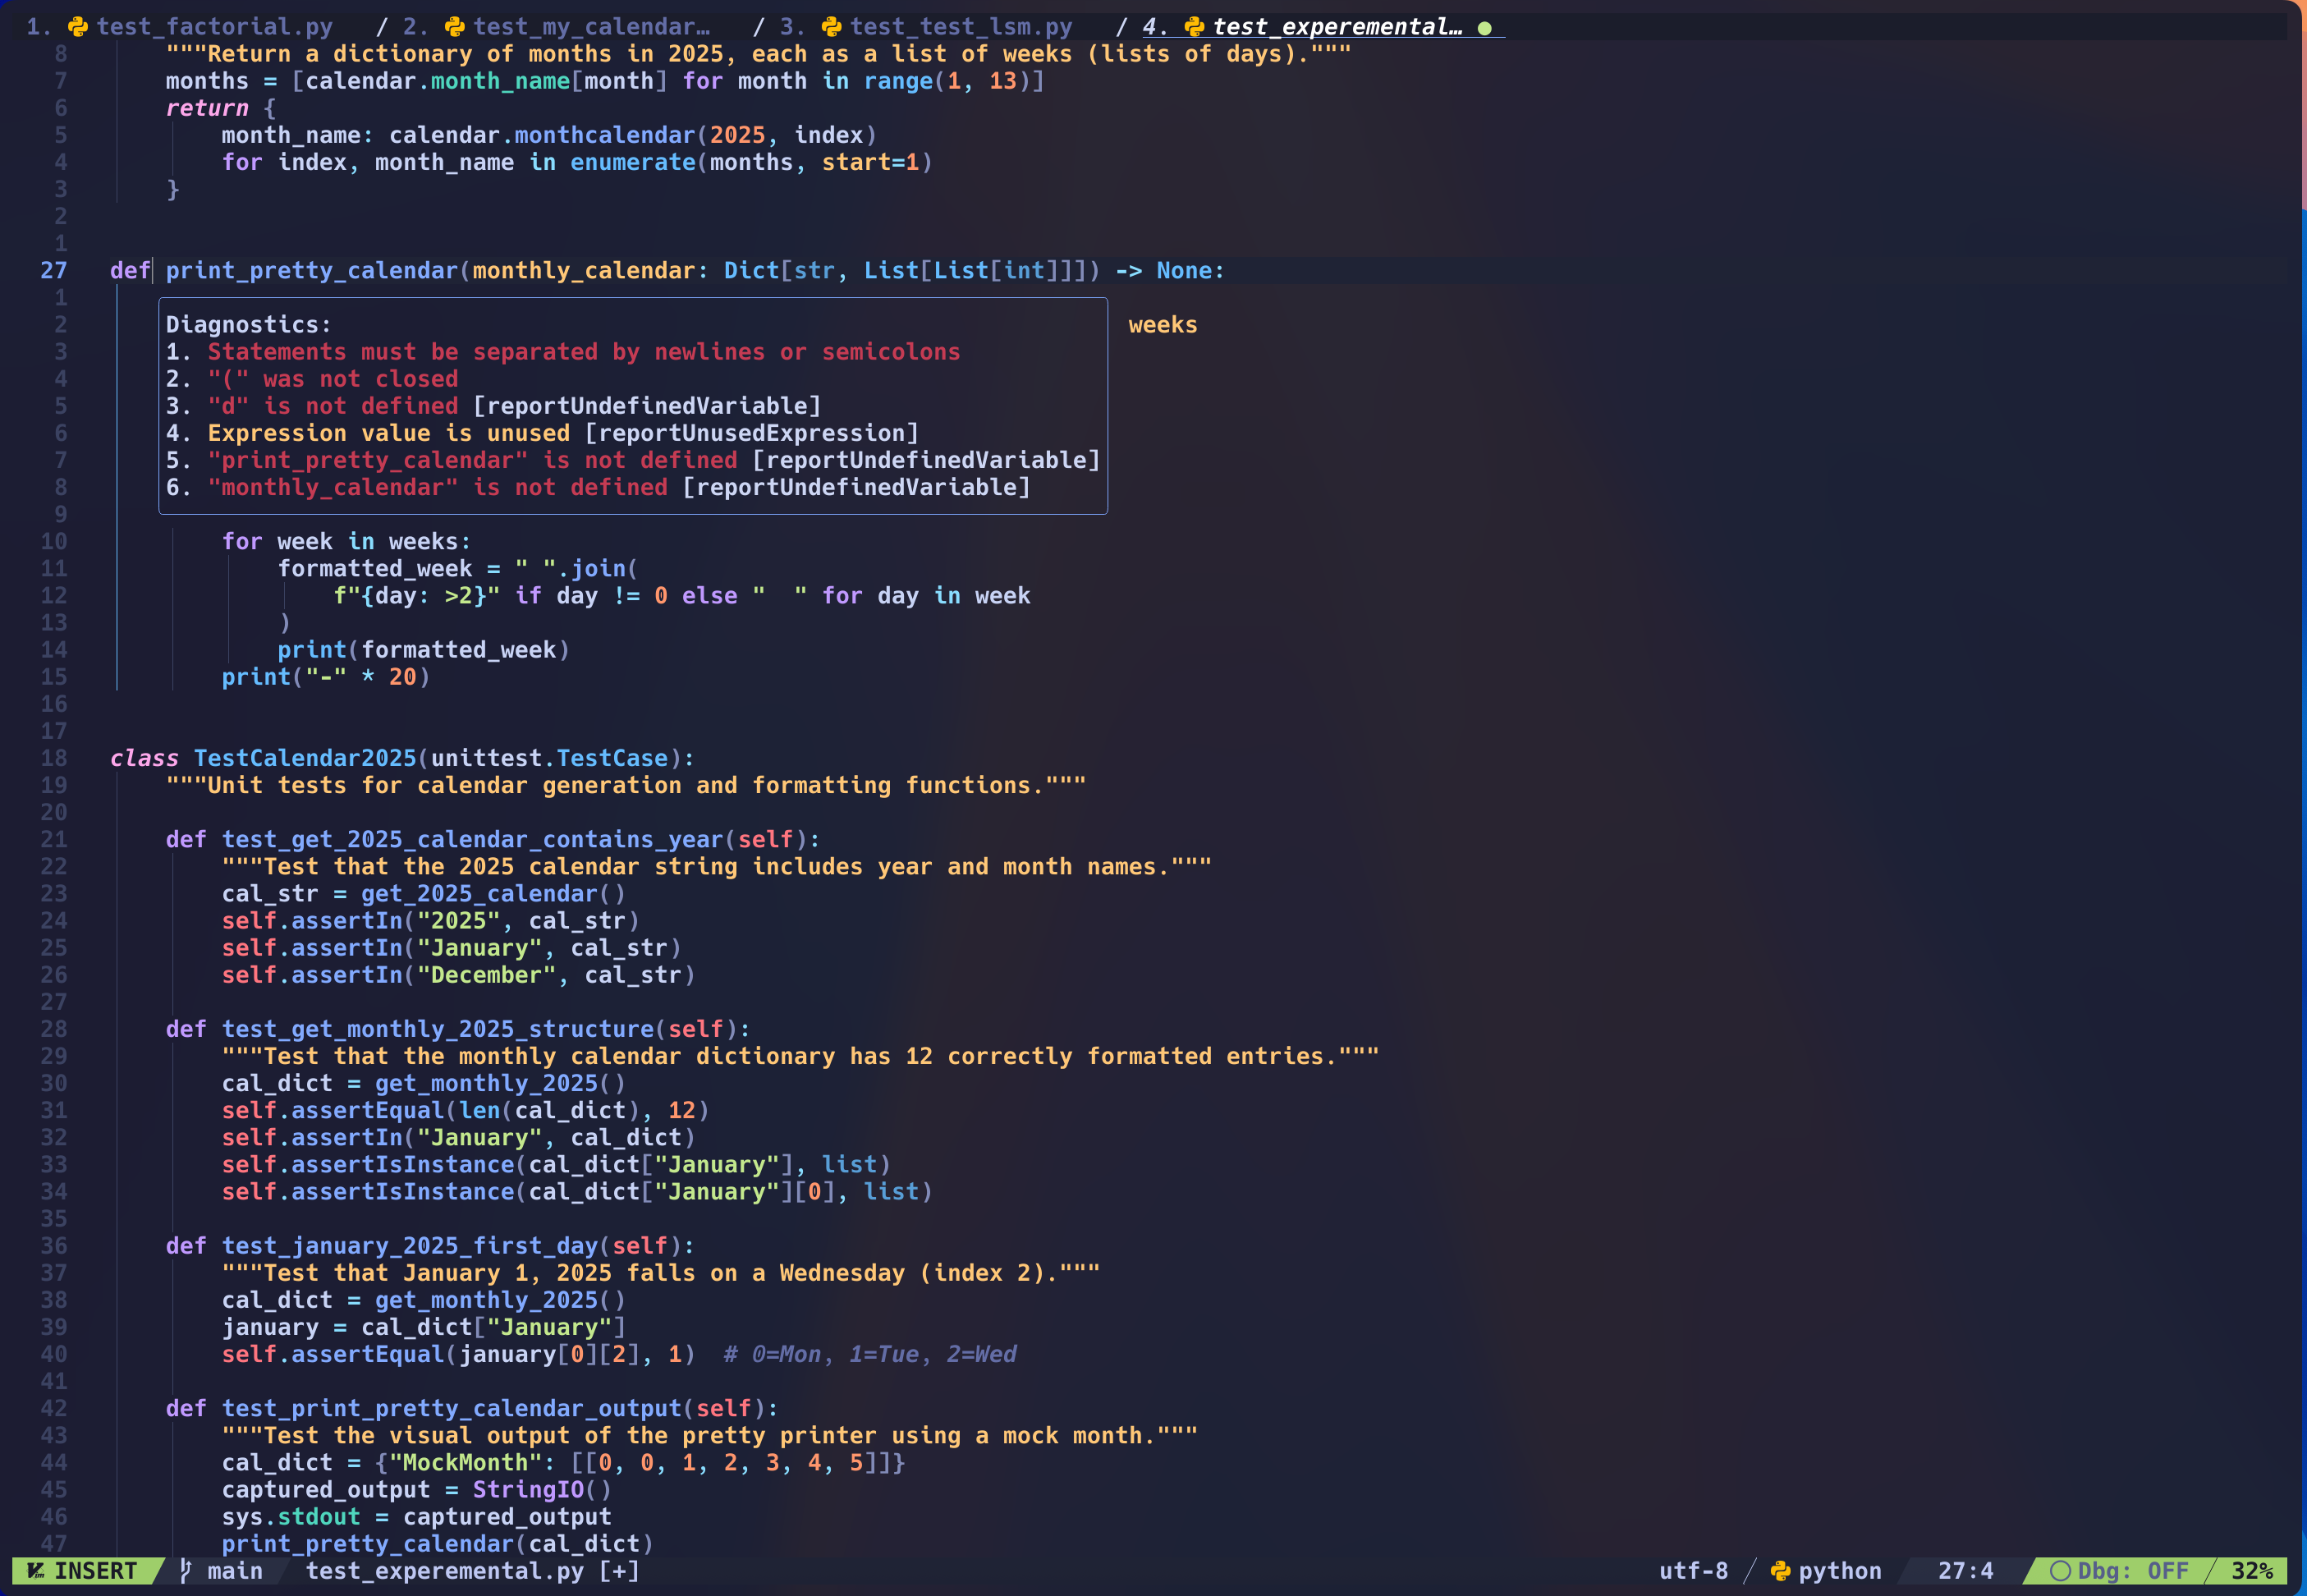 1. test_factorial.py / 2. test_my_calendar… / 3. test_test_lsm.py / 4. test_experemental… ●
8 """Return a dictionary of months in 2025, each as a list of weeks (lists of days)."""
7 months = [calendar.month_name[month] for month in range(1, 13)]
6 return {
5 month_name: calendar.monthcalendar(2025, index)
4 for index, month_name in enumerate(months, start=1)
3 }
2
1
27 def print_pretty_calendar(monthly_calendar: Dict[str, List[List[int]]]) -> None:
1
2 Diagnostics: weeks
3 1. Statements must be separated by newlines or semicolons
4 2. "(" was not closed
5 3. "d" is not defined [reportUndefinedVariable]
6 4. Expression value is unused [reportUnusedExpression]
7 5. "print_pretty_calendar" is not defined [reportUndefinedVariable]
8 6. "monthly_calendar" is not defined [reportUndefinedVariable]
9
10 for week in weeks:
11 formatted_week = " ".join(
12 f"{day: >2}" if day != 0 else "  " for day in week
13 )
14 print(formatted_week)
15 print("-" * 20)
16
17
18 class TestCalendar2025(unittest.TestCase):
19 """Unit tests for calendar generation and formatting functions."""
20
21 def test_get_2025_calendar_contains_year(self):
22 """Test that the 2025 calendar string includes year and month names."""
23 cal_str = get_2025_calendar()
24 self.assertIn("2025", cal_str)
25 self.assertIn("January", cal_str)
26 self.assertIn("December", cal_str)
27
28 def test_get_monthly_2025_structure(self):
29 """Test that the monthly calendar dictionary has 12 correctly formatted entries."""
30 cal_dict = get_monthly_2025()
31 self.assertEqual(len(cal_dict), 12)
32 self.assertIn("January", cal_dict)
33 self.assertIsInstance(cal_dict["January"], list)
34 self.assertIsInstance(cal_dict["January"][0], list)
35
36 def test_january_2025_first_day(self):
37 """Test that January 1, 2025 falls on a Wednesday (index 2)."""
38 cal_dict = get_monthly_2025()
39 january = cal_dict["January"]
40 self.assertEqual(january[0][2], 1)  # 0=Mon, 1=Tue, 2=Wed
41
42 def test_print_pretty_calendar_output(self):
43 """Test the visual output of the pretty printer using a mock month."""
44 cal_dict = {"MockMonth": [[0, 0, 1, 2, 3, 4, 5]]}
45 captured_output = StringIO()
46 sys.stdout = captured_output
47 print_pretty_calendar(cal_dict)
INSERT main test_experemental.py [+] utf-8 / python 27:4 Dbg: OFF 32%